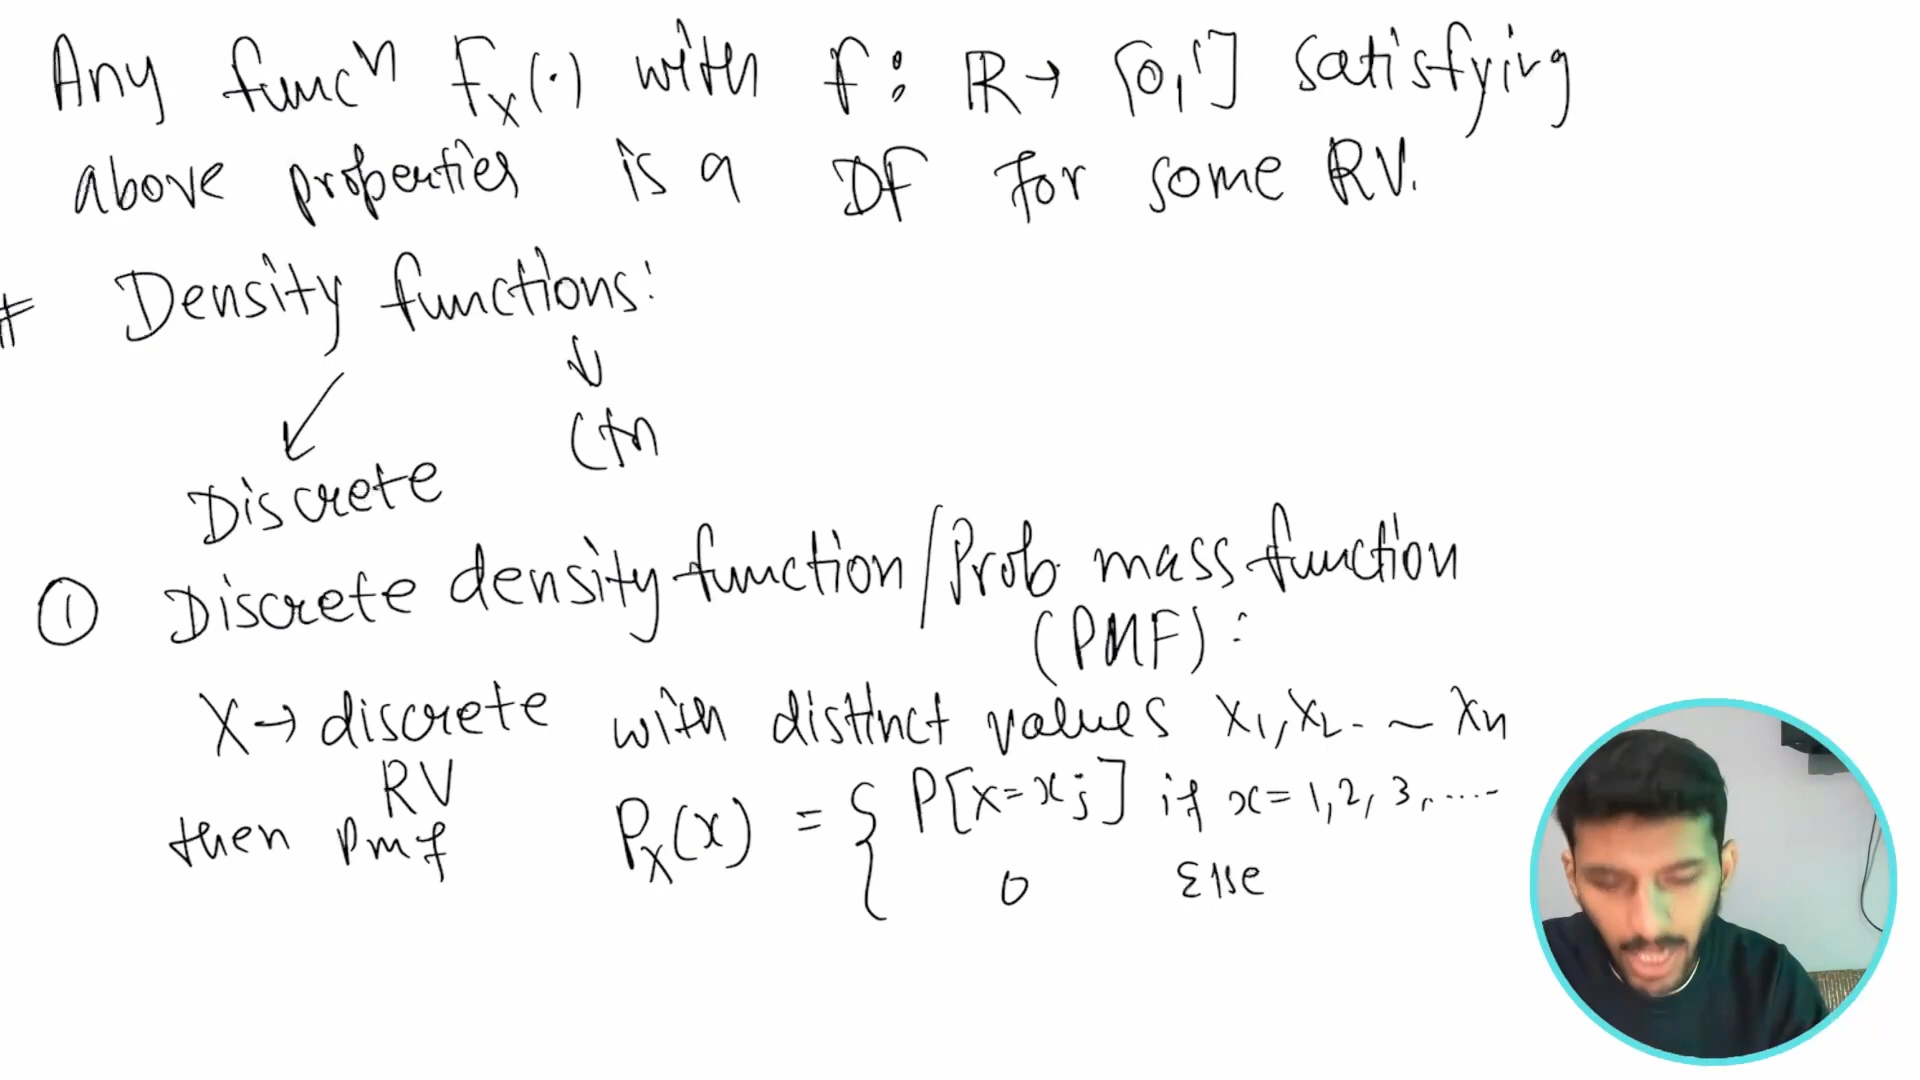 Any funcⁿ Fₓ(·) with f: ℝ → [0,1] satisfying
above properties is a DF for some RV.
# Density functions:
Ctn
Discrete
① Discrete density function/Prob. mass function
(PMF):
X → discrete with distinct values x₁, x₂ . ~ xₙ
RV
then pmf Pₓ(x) = { P[x = xⱼ] if x = 1, 2, 3, ....
0 Else